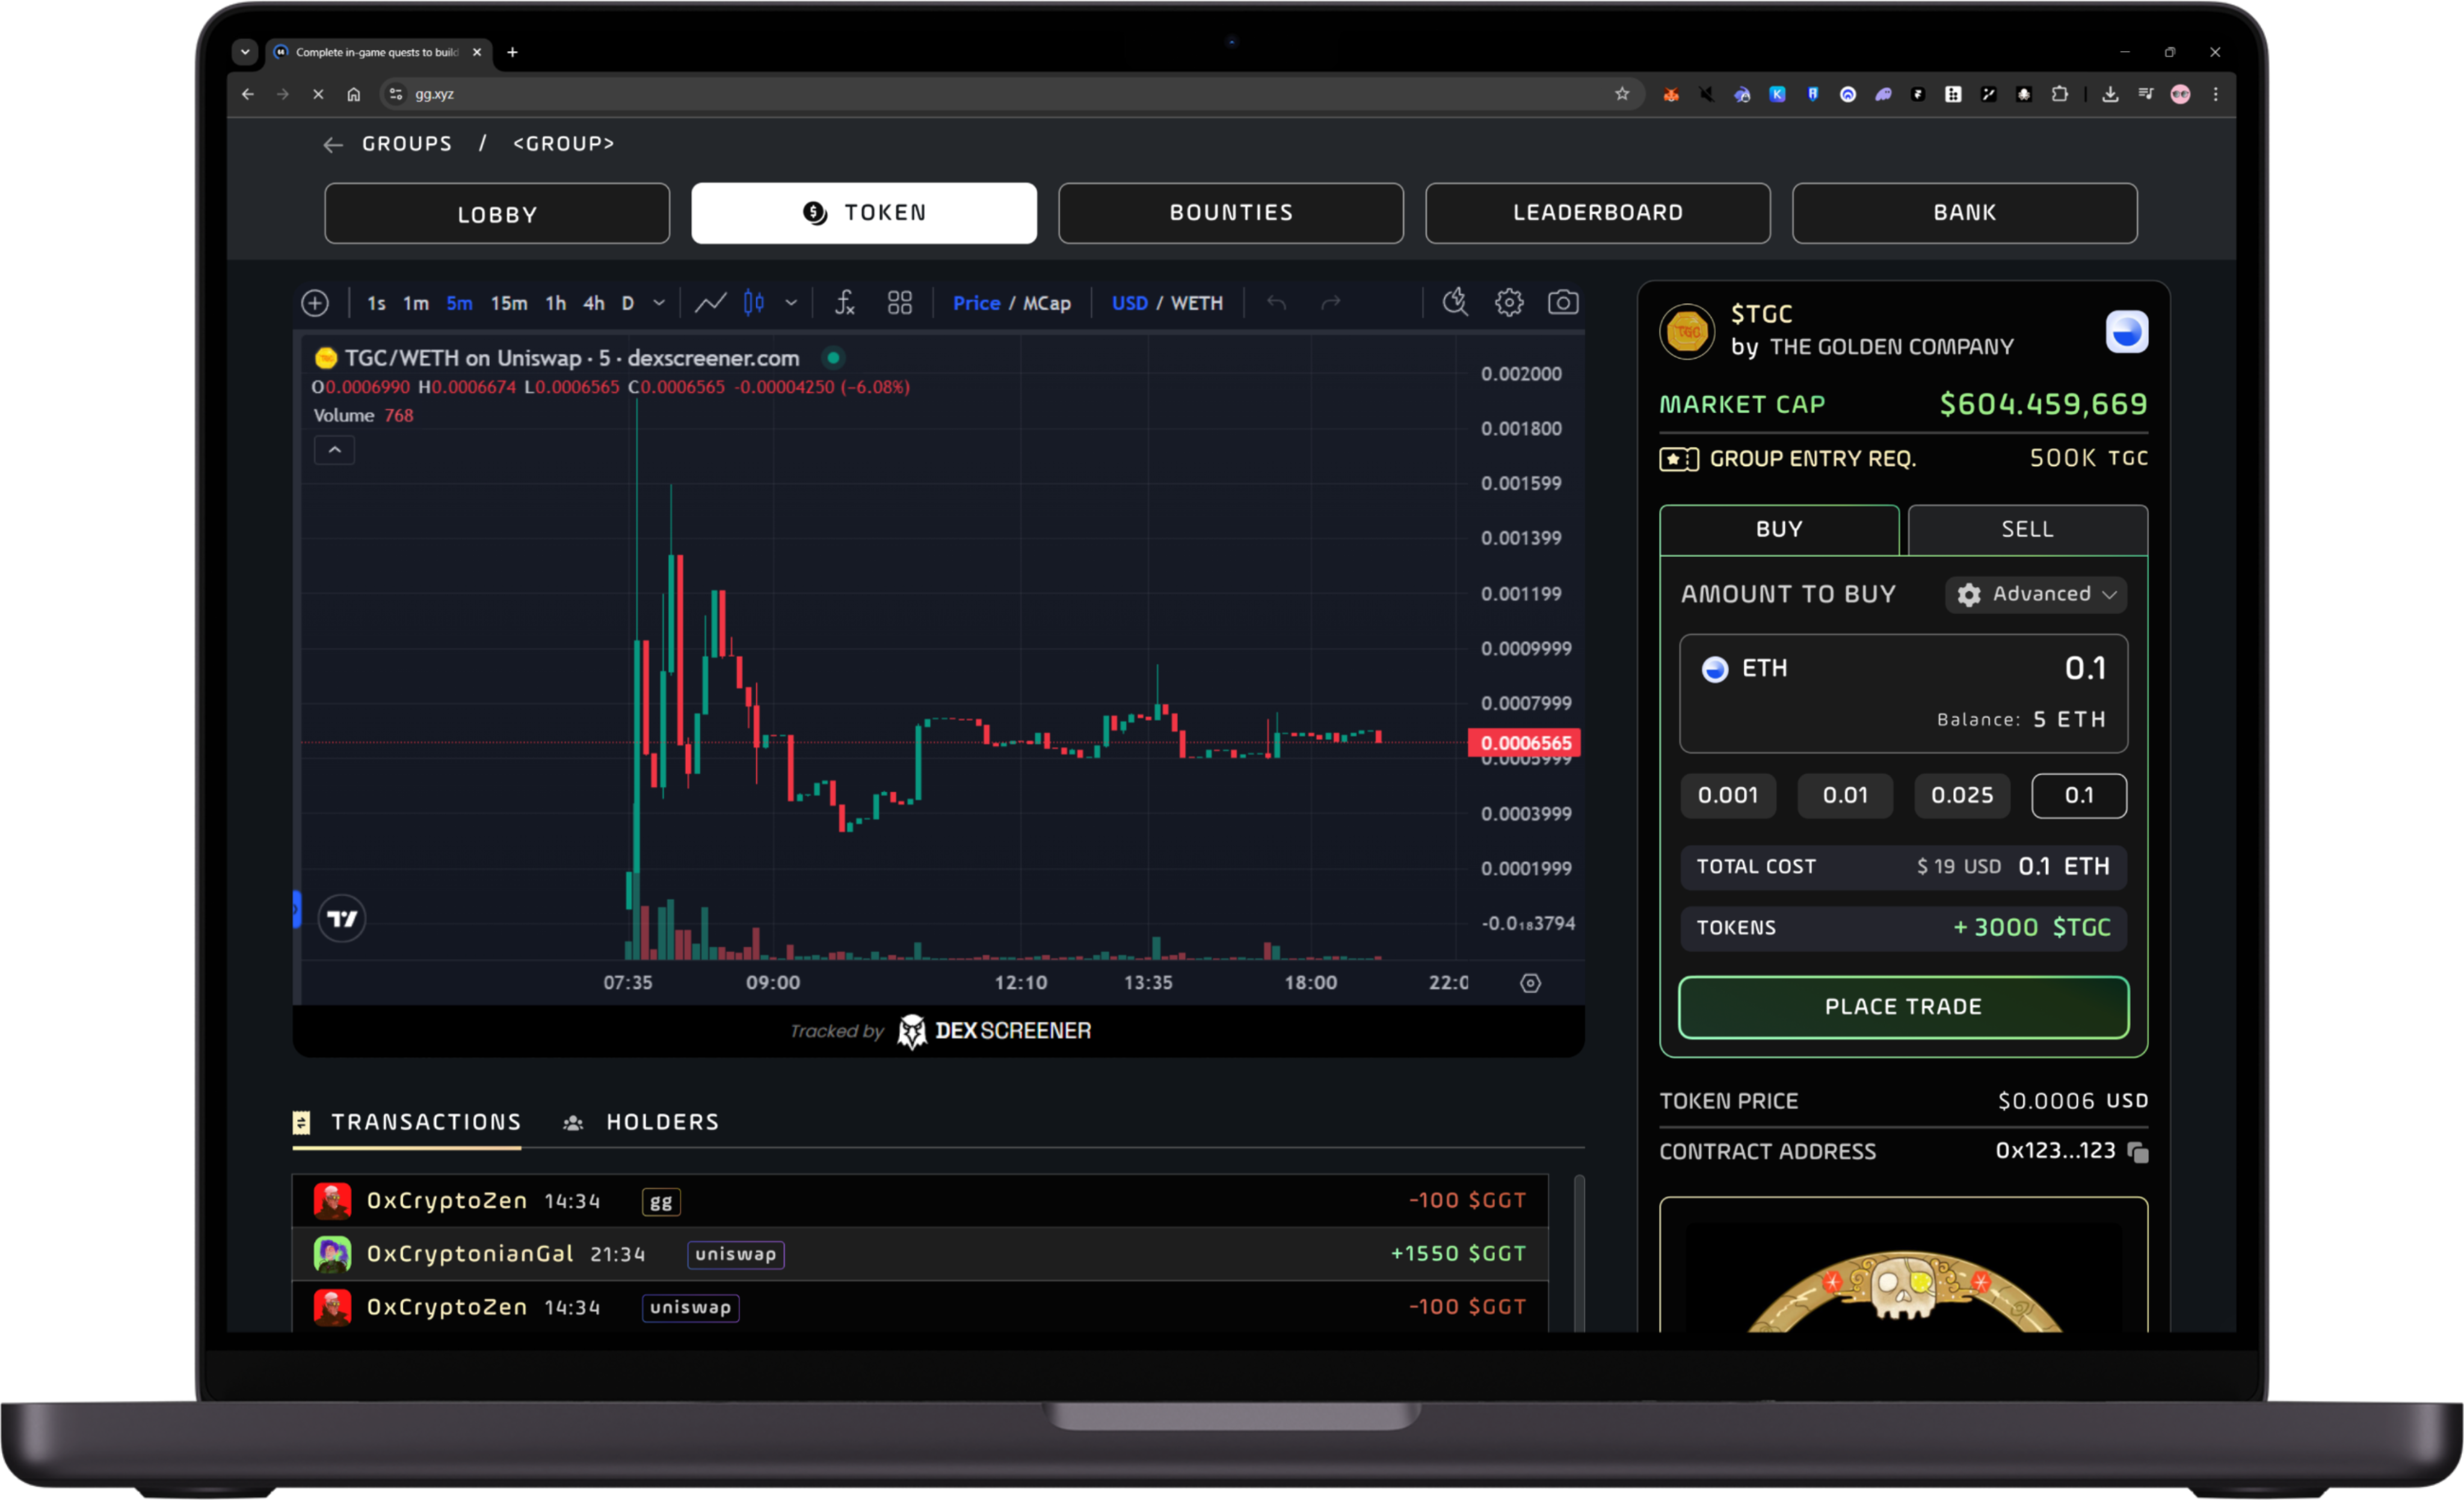 Complete in-game quests to build
gg.xyz
GROUPS / <GROUP>
LOBBY
TOKEN
BOUNTIES
LEADERBOARD
BANK
1s 1m 5m 15m 1h 4h D
Price / MCap
USD / WETH
TGC/WETH on Uniswap · 5 · dexscreener.com
O0.0006990 H0.0006674 L0.0006565 C0.0006565 -0.00004250 (−6.08%)
Volume 768
0.002000
0.001800
0.001599
0.001399
0.001199
0.0009999
0.0007999
0.0006565
0.0005999
0.0003999
0.0001999
-0.0₁₈3794
07:35 09:00 12:10 13:35 18:00 22:0
Tracked by DEX SCREENER
$TGC
by THE GOLDEN COMPANY
MARKET CAP $604.459,669
GROUP ENTRY REQ. 500K TGC
BUY
SELL
AMOUNT TO BUY
Advanced
ETH 0.1
Balance: 5 ETH
0.001 0.01 0.025 0.1
TOTAL COST $ 19 USD 0.1 ETH
TOKENS + 3000 $TGC
PLACE TRADE
TOKEN PRICE $0.0006 USD
CONTRACT ADDRESS 0x123...123
TRANSACTIONS
HOLDERS
0xCryptoZen 14:34 gg -100 $GGT
0xCryptonianGal 21:34 uniswap +1550 $GGT
0xCryptoZen 14:34 uniswap -100 $GGT